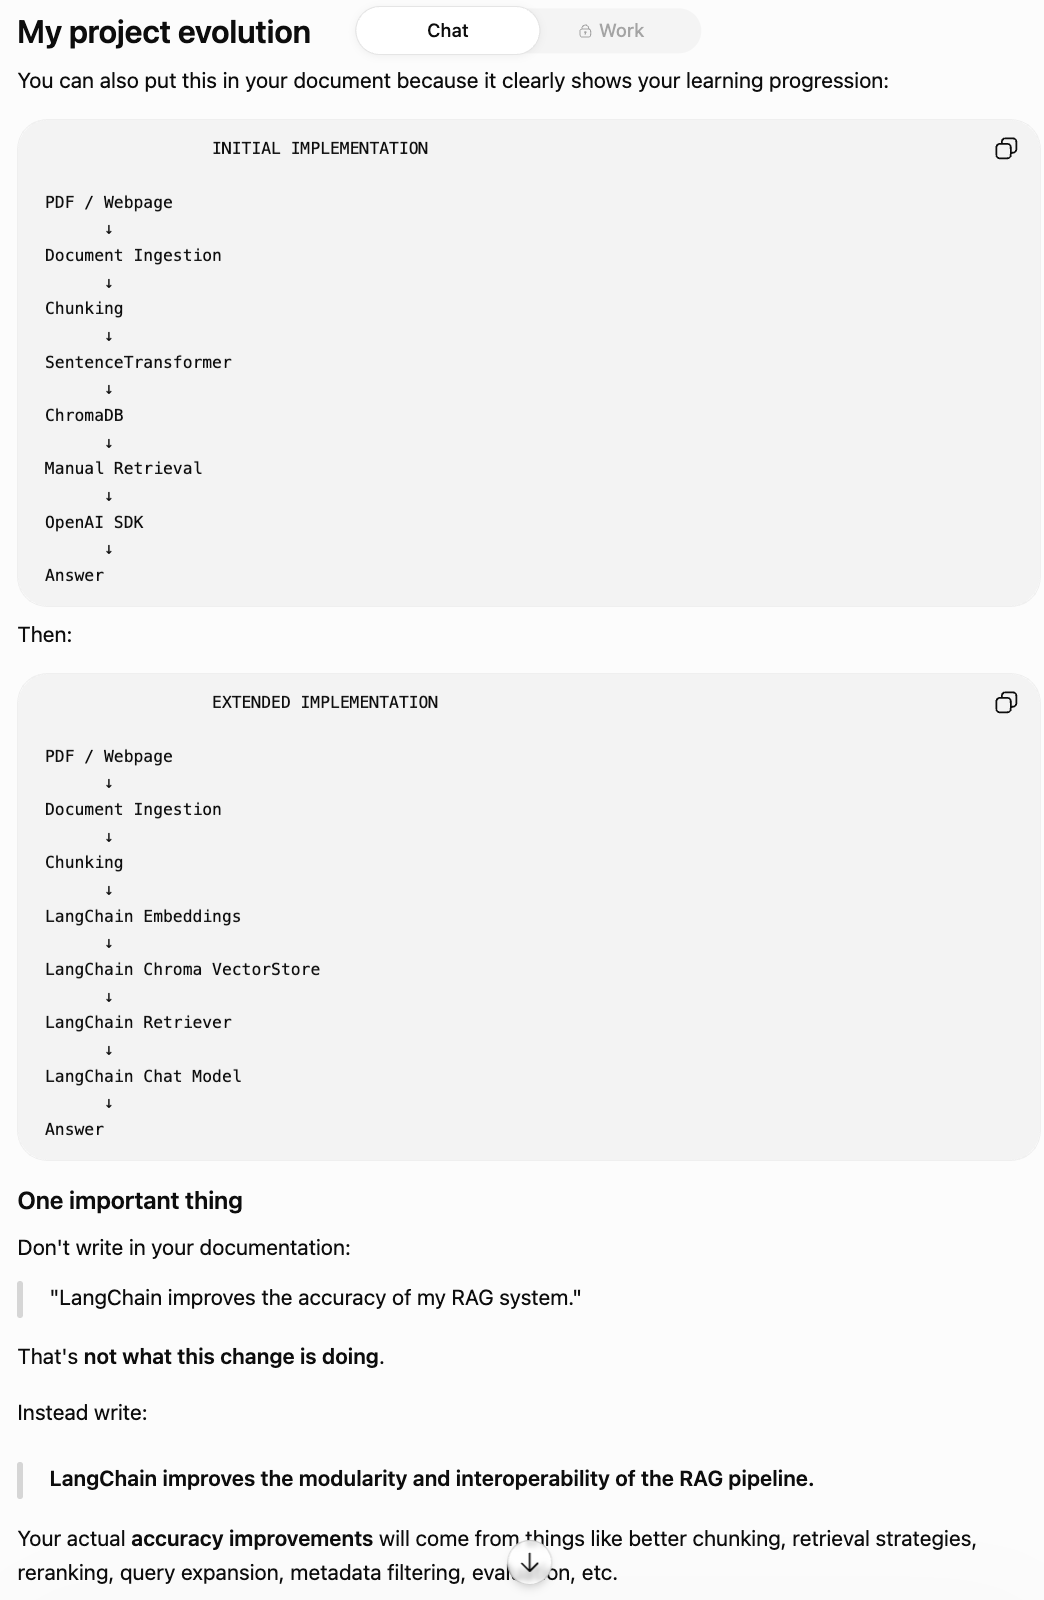 My project evolution
Chat
Work
You can also put this in your document because it clearly shows your learning progression:
INITIAL IMPLEMENTATION
PDF / Webpage
↓
Document Ingestion
↓
Chunking
↓
SentenceTransformer
↓
ChromaDB
↓
Manual Retrieval
↓
OpenAI SDK
↓
Answer
Then:
EXTENDED IMPLEMENTATION
PDF / Webpage
↓
Document Ingestion
↓
Chunking
↓
LangChain Embeddings
↓
LangChain Chroma VectorStore
↓
LangChain Retriever
↓
LangChain Chat Model
↓
Answer
One important thing
Don't write in your documentation:
"LangChain improves the accuracy of my RAG system."
That's not what this change is doing.
Instead write:
LangChain improves the modularity and interoperability of the RAG pipeline.
Your actual accuracy improvements will come from things like better chunking, retrieval strategies,
reranking, query expansion, metadata filtering, etc.